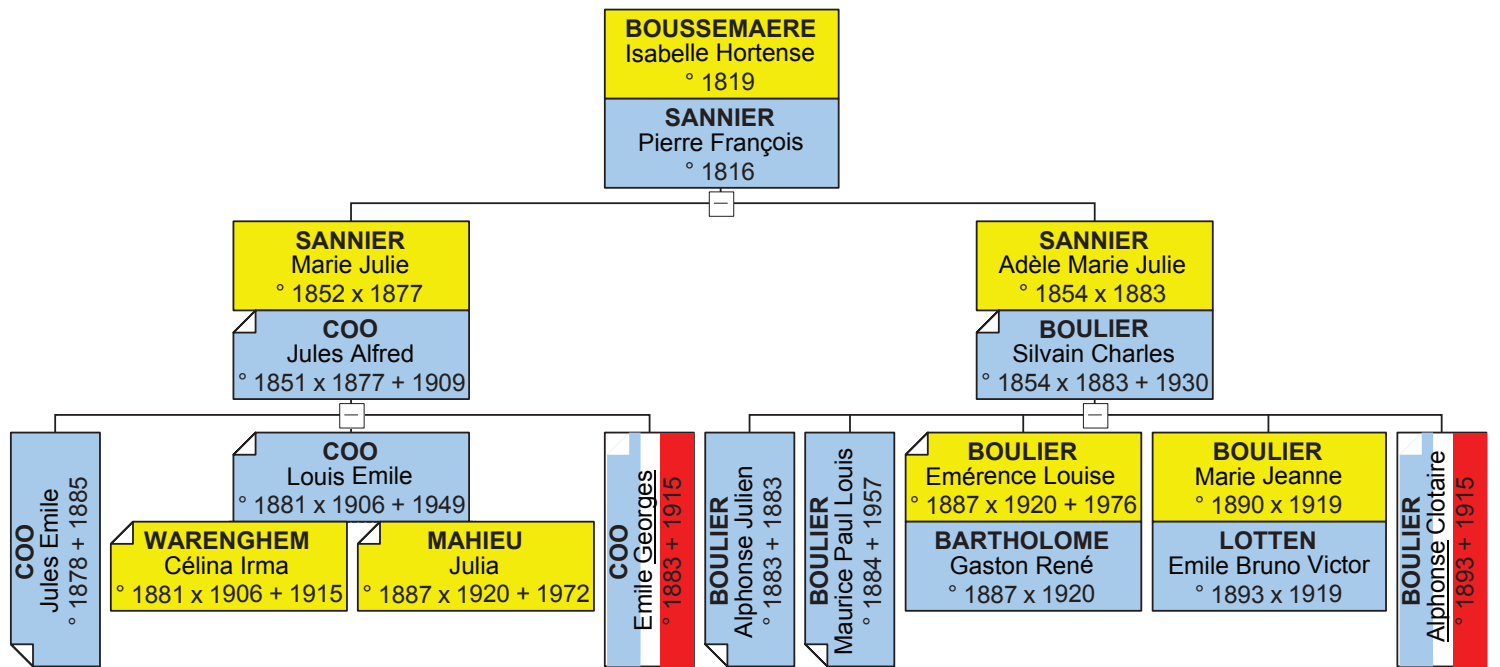 BOUSSEMAERE
Isabelle Hortense
° 1819
SANNIER
Pierre François
° 1816
SANNIER
Marie Julie
° 1852 x 1877
COO
Jules Alfred
° 1851 x 1877 + 1909
SANNIER
Adèle Marie Julie
° 1854 x 1883
BOULIER
Silvain Charles
° 1854 x 1883 + 1930
COO
Jules Emile
° 1878 + 1885
COO
Louis Emile
° 1881 x 1906 + 1949
WARENGHEM
Célina Irma
° 1881 x 1906 + 1915
MAHIEU
Julia
° 1887 x 1920 + 1972
COO
Emile Georges
° 1883 + 1915
BOULIER
Alphonse Julien
° 1883 + 1883
BOULIER
Maurice Paul Louis
° 1884 + 1957
BOULIER
Emérence Louise
° 1887 x 1920 + 1976
BARTHOLOME
Gaston René
° 1887 x 1920
BOULIER
Marie Jeanne
° 1890 x 1919
LOTTEN
Emile Bruno Victor
° 1893 x 1919
BOULIER
Alphonse Clotaire
° 1893 + 1915